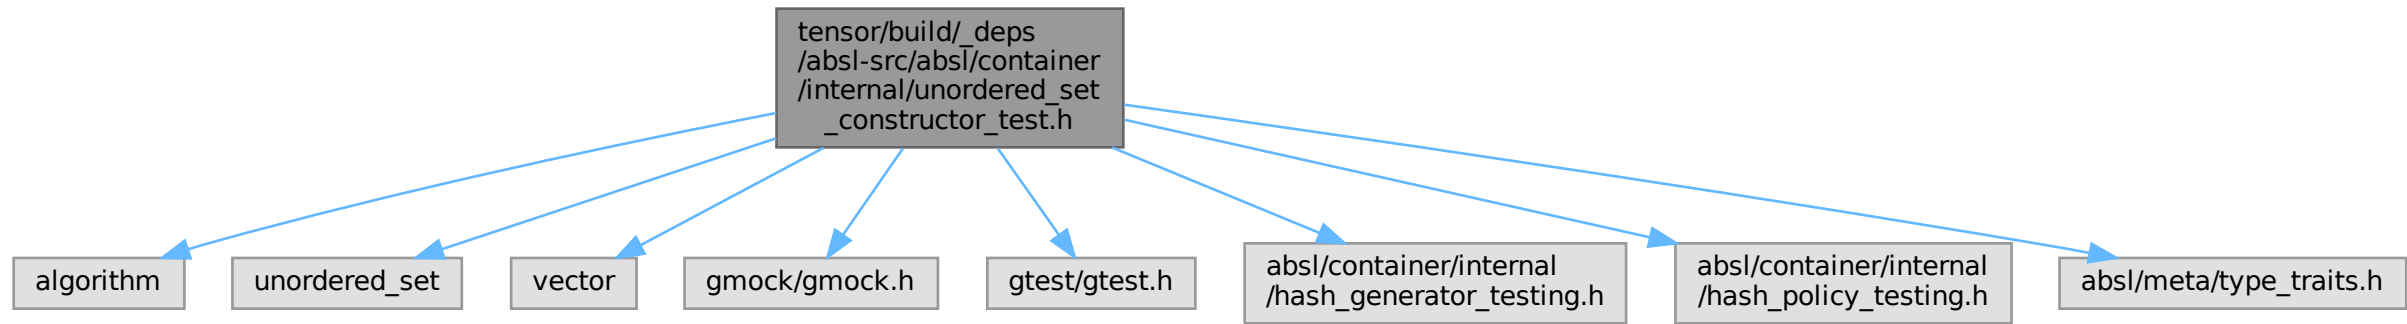 tensor/build/_deps
/absl-src/absl/container
/internal/unordered_set
_constructor_test.h
algorithm
unordered_set
vector
gmock/gmock.h
gtest/gtest.h
absl/container/internal
/hash_generator_testing.h
absl/container/internal
/hash_policy_testing.h
absl/meta/type_traits.h